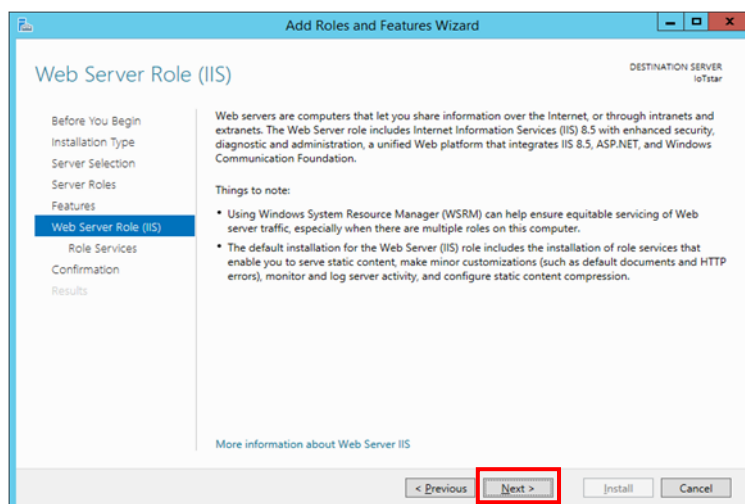 Add Roles and Features Wizard
Web Server Role (IIS)
DESTINATION SERVER
IoTstar
Before You Begin
Installation Type
Server Selection
Server Roles
Features
Web Server Role (IIS)
Role Services
Confirmation
Results
Web servers are computers that let you share information over the Internet, or through intranets and
extranets. The Web Server role includes Internet Information Services (IIS) 8.5 with enhanced security,
diagnostic and administration, a unified Web platform that integrates IIS 8.5, ASP.NET, and Windows
Communication Foundation.
Things to note:
• Using Windows System Resource Manager (WSRM) can help ensure equitable servicing of Web
server traffic, especially when there are multiple roles on this computer.
• The default installation for the Web Server (IIS) role includes the installation of role services that
enable you to serve static content, make minor customizations (such as default documents and HTTP
errors), monitor and log server activity, and configure static content compression.
More information about Web Server IIS
< Previous
Next >
Install
Cancel